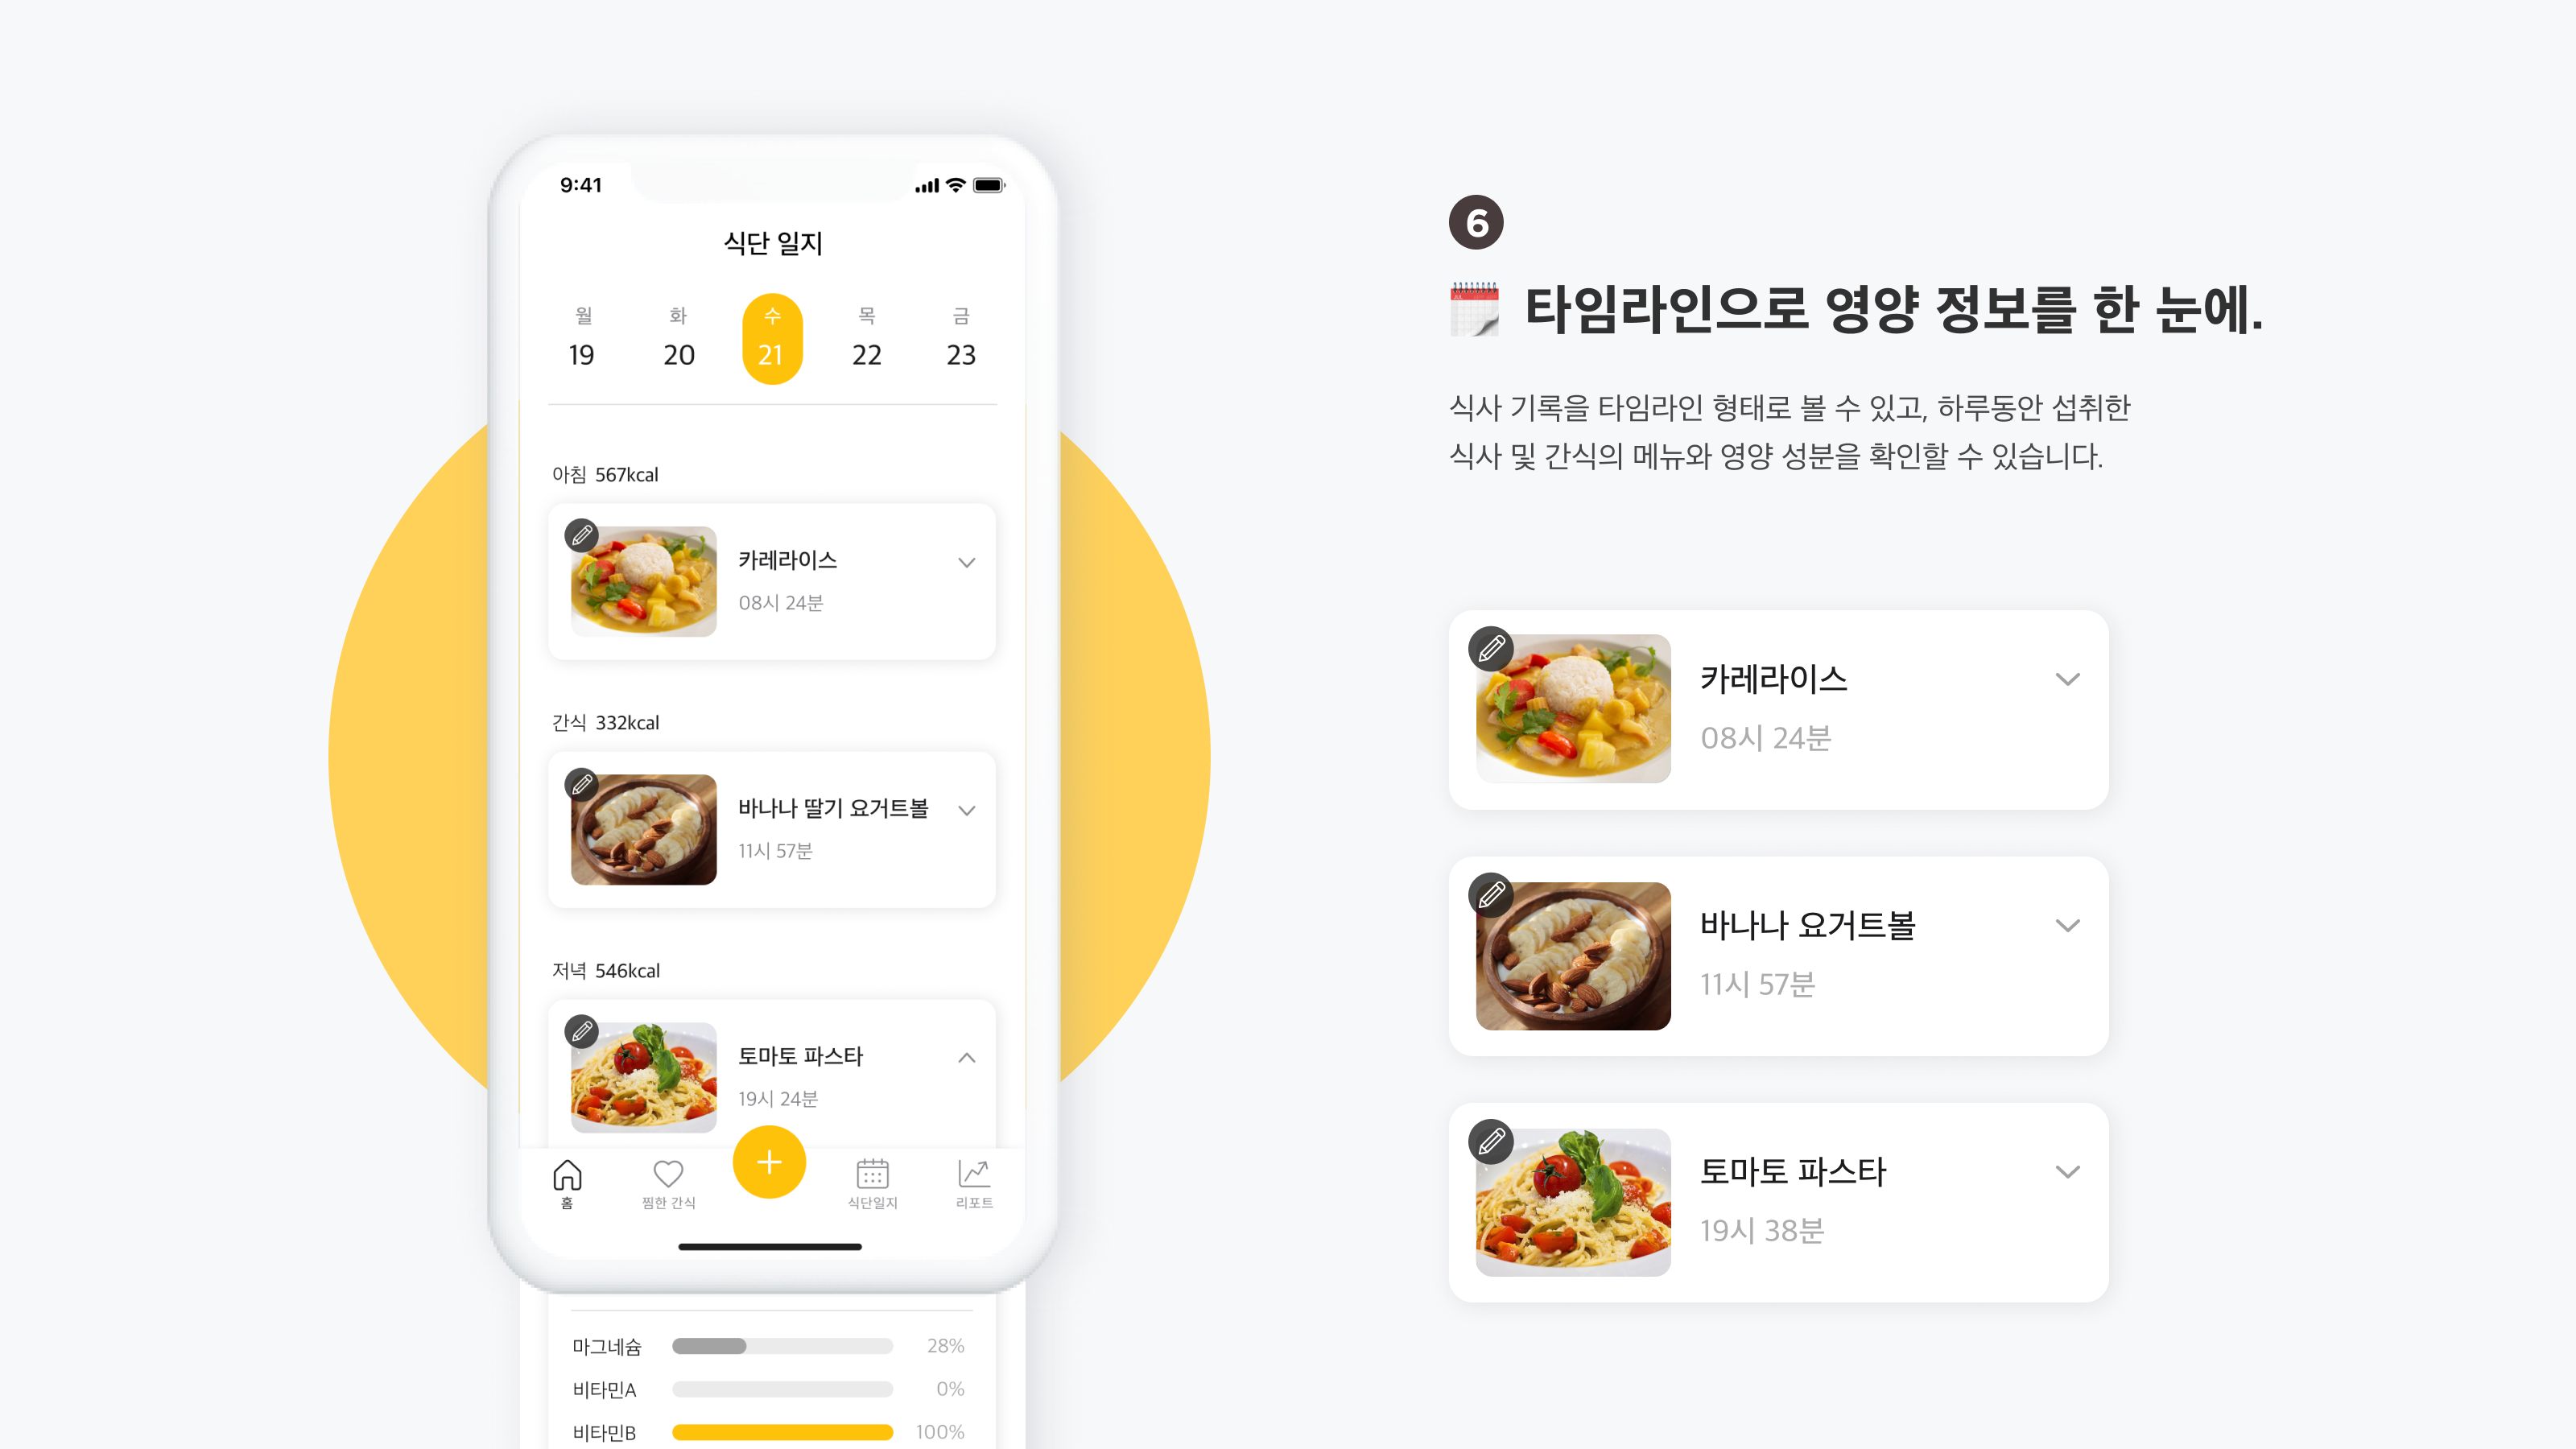 9:41
식단 일지
월 화 수 목 금
19 20 21 22 23
아침 567kcal
카레라이스
08시 24분
간식 332kcal
바나나 딸기 요거트볼
11시 57분
저녁 546kcal
토마토 파스타
19시 24분
홈 찜한 간식 식단일지 리포트
마그네슘 28%
비타민A 0%
비타민B 100%
6
타임라인으로 영양 정보를 한 눈에.
식사 기록을 타임라인 형태로 볼 수 있고, 하루동안 섭취한
식사 및 간식의 메뉴와 영양 성분을 확인할 수 있습니다.
카레라이스
08시 24분
바나나 요거트볼
11시 57분
토마토 파스타
19시 38분